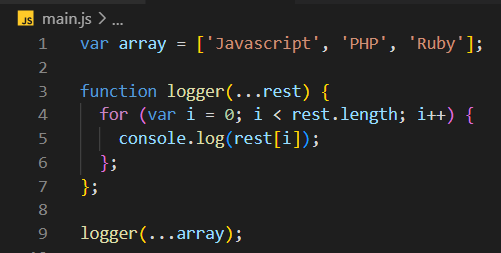 JS main.js > ...
1 var array = ['Javascript', 'PHP', 'Ruby'];
2
3 function logger(...rest) {
4   for (var i = 0; i < rest.length; i++) {
5     console.log(rest[i]);
6   };
7 };
8
9 logger(...array);